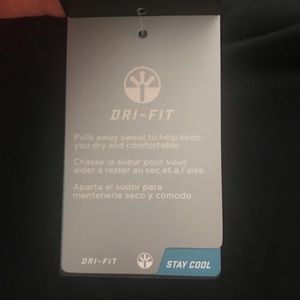 DRI-FIT
Pulls away sweat to help keep
you dry and comfortable.
Chasse la sueur pour vous
aider à rester au sec et à l'aise.
Aparta el sudor para
mantenerle seco y cómodo.
DRI-FIT
STAY COOL